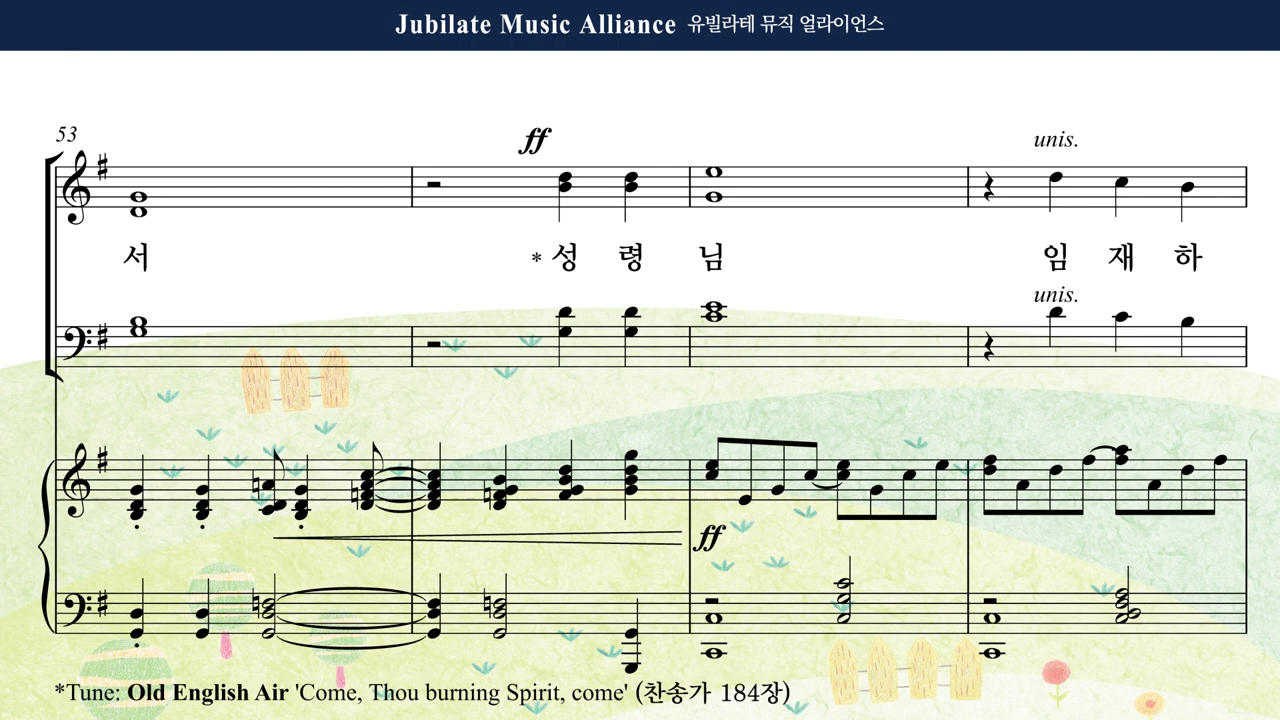 Jubilate Music Alliance 유빌라테 뮤직 얼라이언스
53
ff
unis.
서 *성 령 님 임 재 하
unis.
ff
*Tune: Old English Air 'Come, Thou burning Spirit, come' (찬송가 184장)